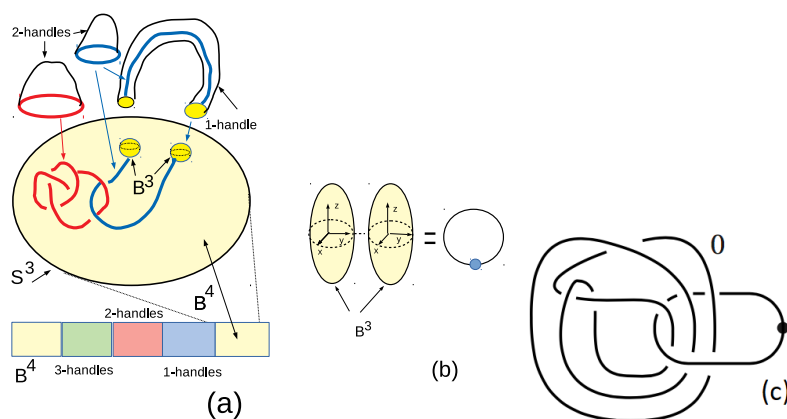 2-handles
1-handle
B³
S³
B⁴
2-handles
B⁴
3-handles
1-handles
(a)
z
y
x
z
y
x
=
B³
(b)
0
(c)